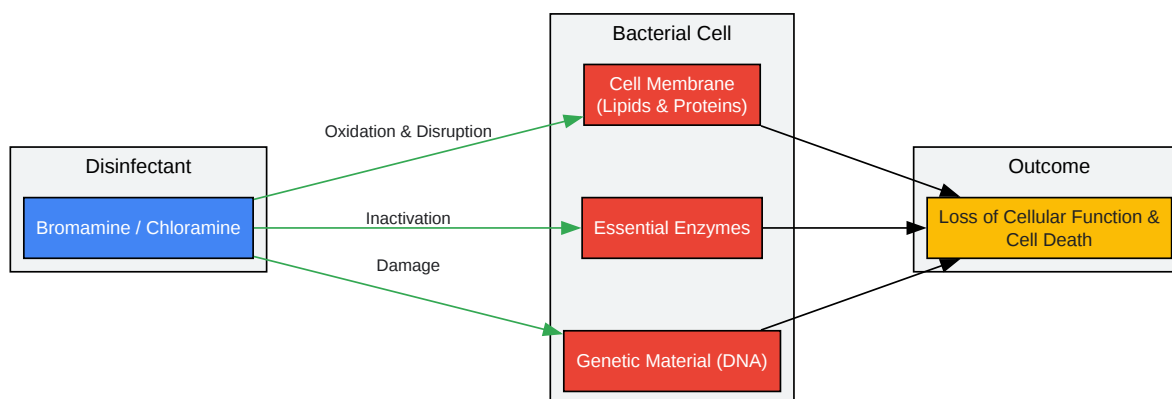 Bacterial Cell
Cell Membrane
(Lipids & Proteins)
Oxidation & Disruption
Disinfectant
Outcome
Bromamine / Chloramine
Inactivation
Essential Enzymes
Loss of Cellular Function &
Cell Death
Damage
Genetic Material (DNA)